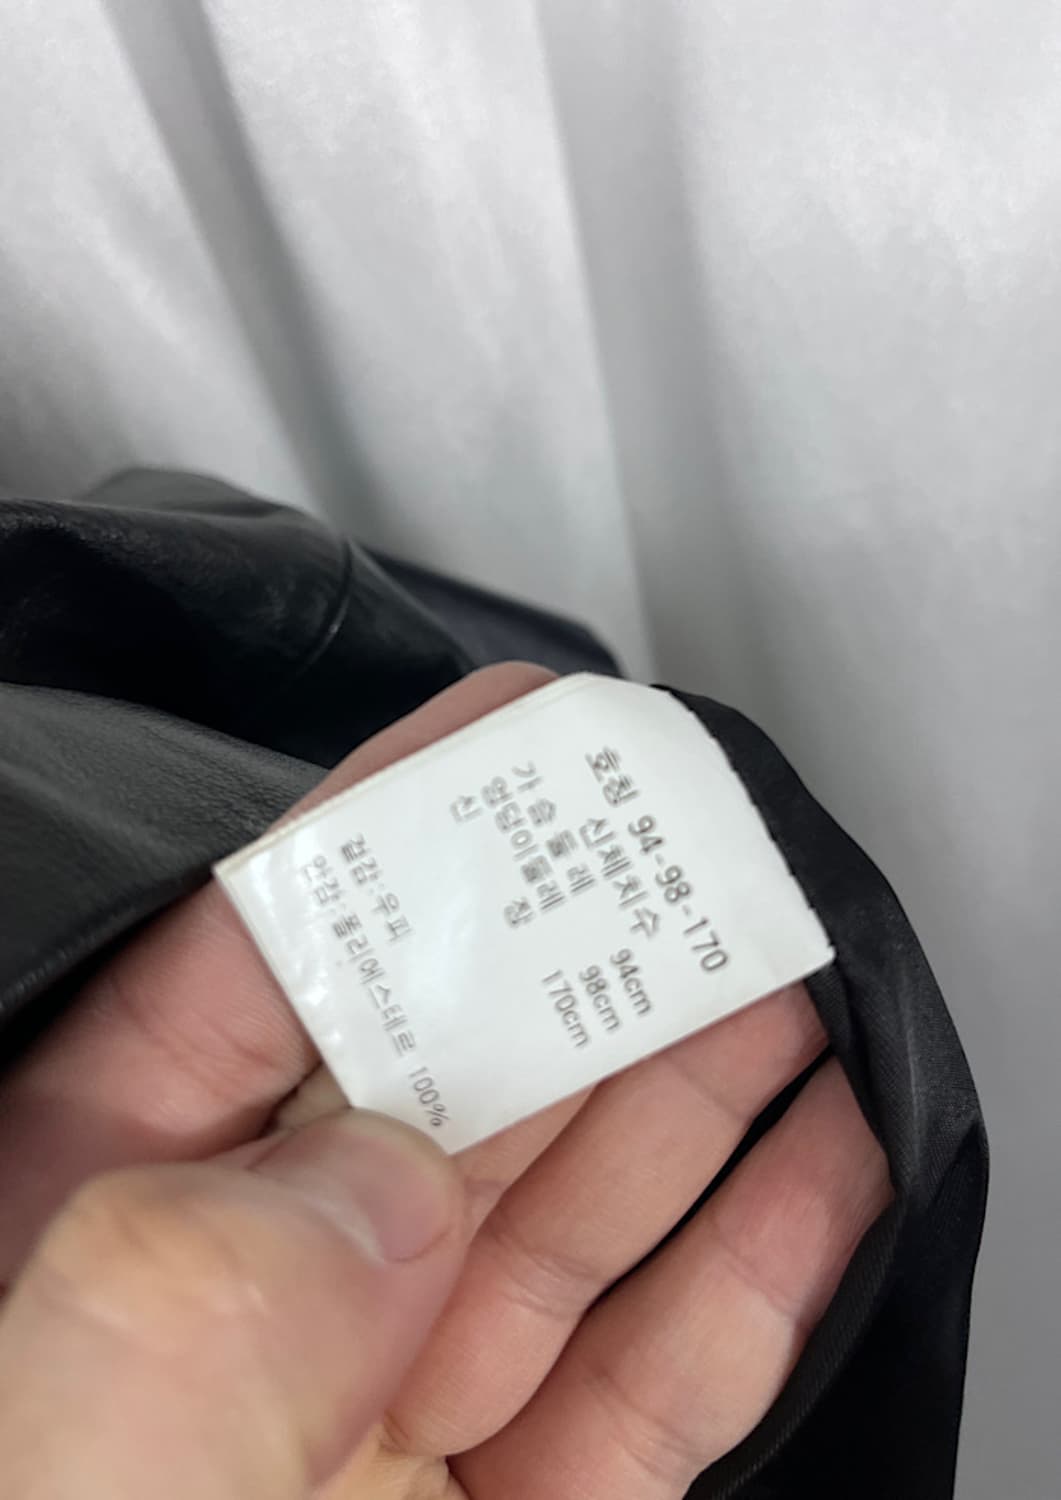 호칭 94-98-170
신체치수
가슴둘레 94cm
엉덩이둘레 98cm
신 장 170cm
겉감:우피
안감:폴리에스테르 100%